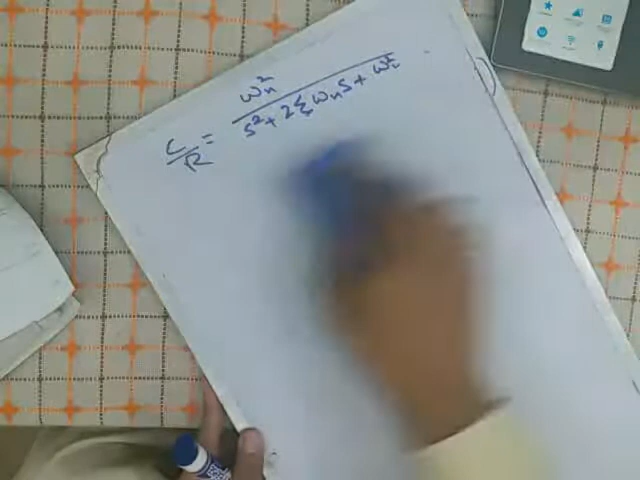 C/R = ωn² / (s² + 2ξωns + ωn²)